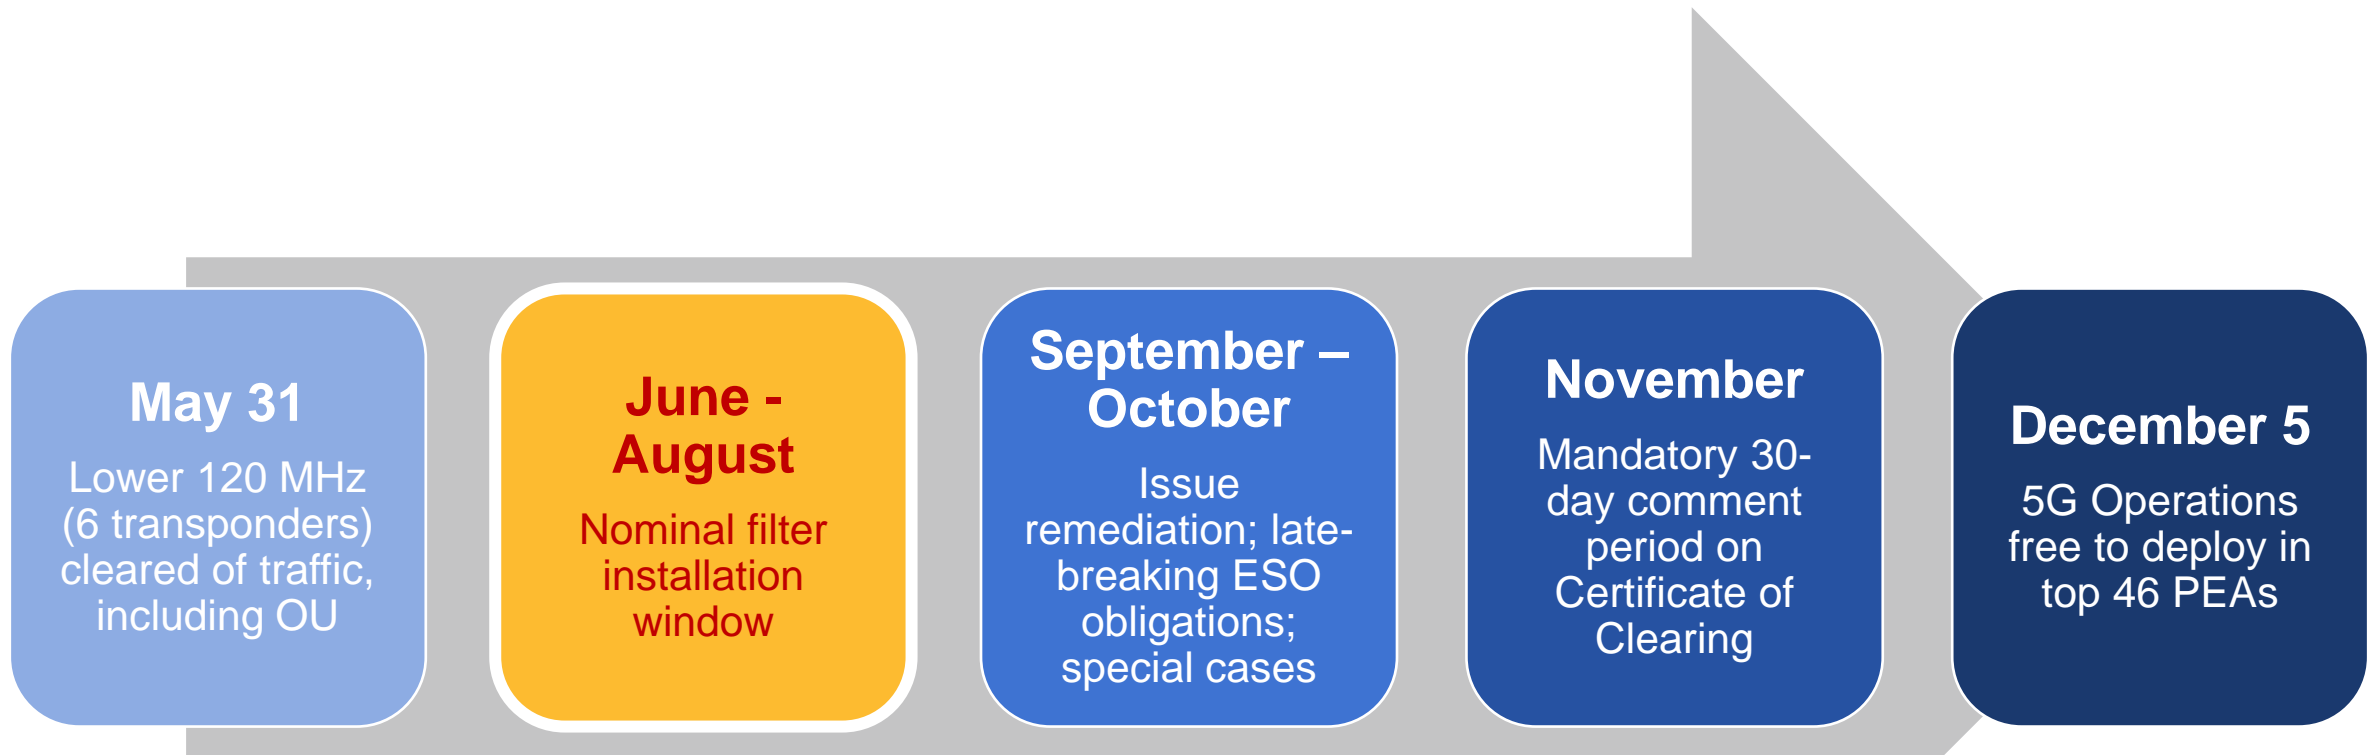 May 31
Lower 120 MHz
(6 transponders)
cleared of traffic,
including OU
June -
August
Nominal filter
installation
window
September –
October
Issue
remediation; late-
breaking ESO
obligations;
special cases
November
Mandatory 30-
day comment
period on
Certificate of
Clearing
December 5
5G Operations
free to deploy in
top 46 PEAs